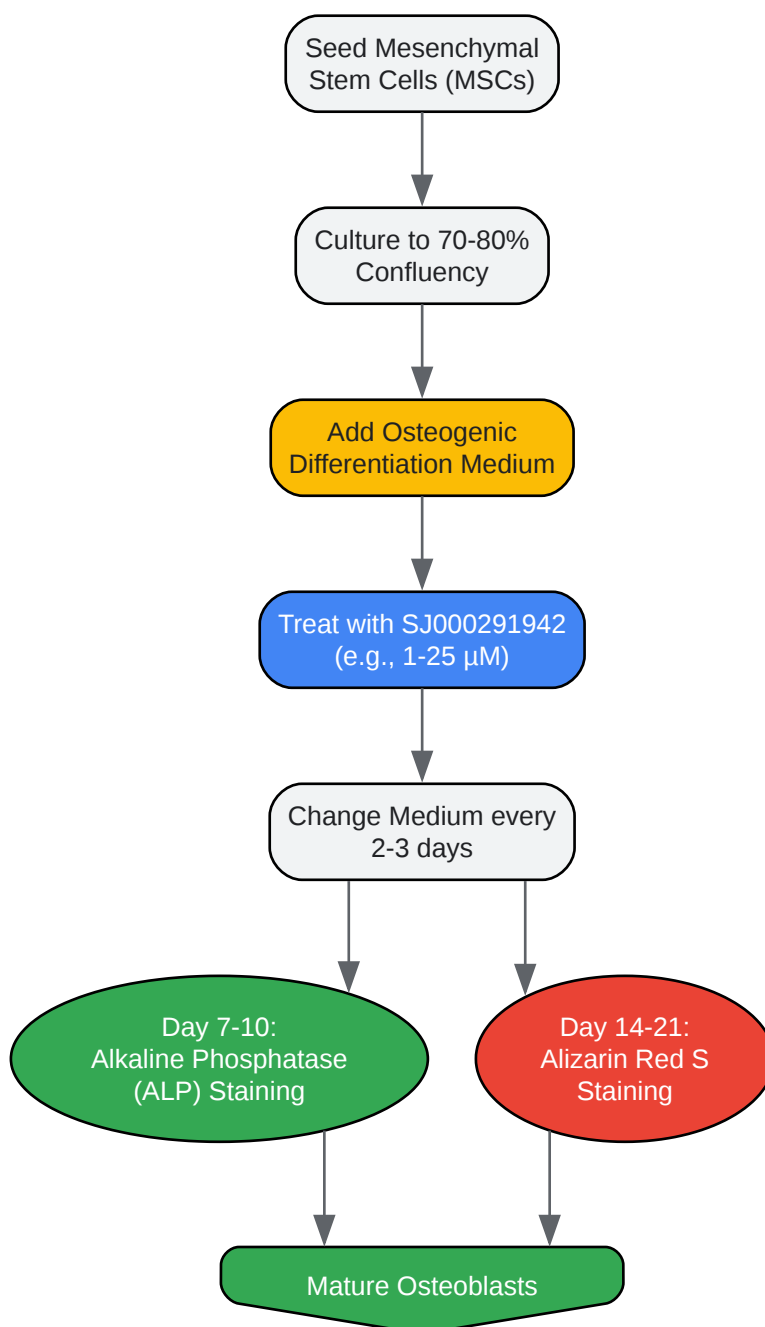 Seed Mesenchymal
Stem Cells (MSCs)
Culture to 70-80%
Confluency
Add Osteogenic
Differentiation Medium
Treat with SJ000291942
(e.g., 1-25 µM)
Change Medium every
2-3 days
Day 7-10:
Alkaline Phosphatase
(ALP) Staining
Day 14-21:
Alizarin Red S
Staining
Mature Osteoblasts